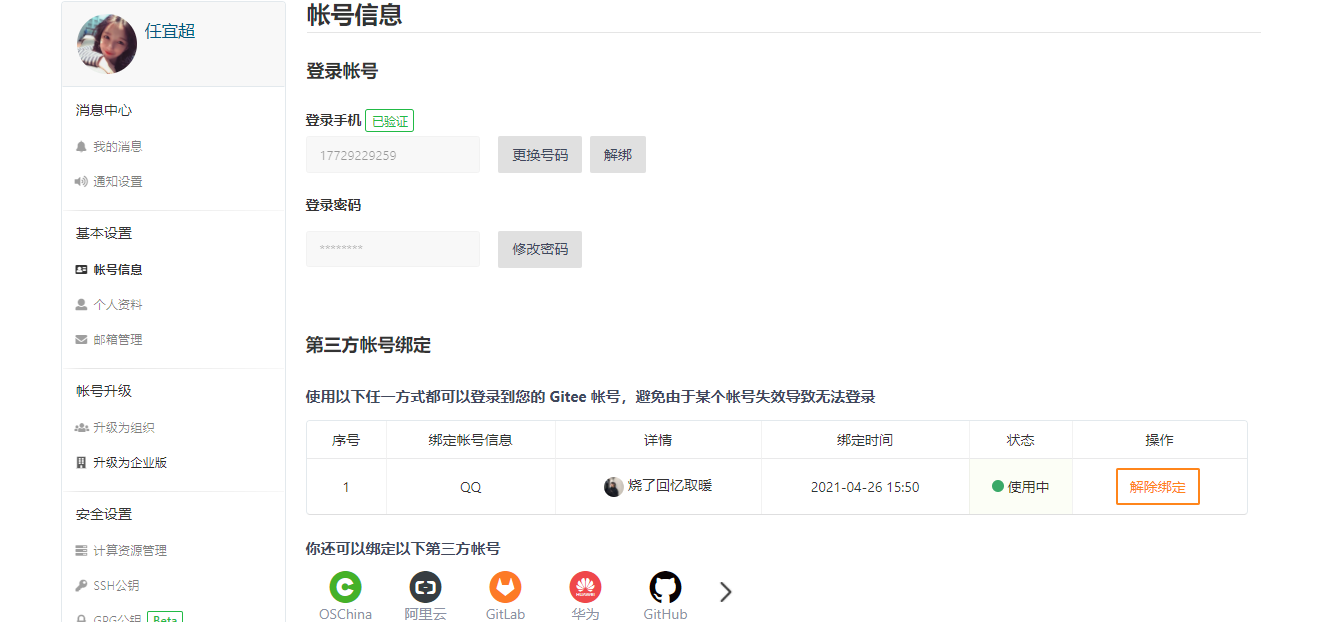 任宜超
消息中心
我的消息
通知设置
基本设置
帐号信息
个人资料
邮箱管理
帐号升级
升级为组织
升级为企业版
安全设置
计算资源管理
SSH公钥
GPG公钥 Beta
帐号信息
登录帐号
登录手机 已验证
17729229259 更换号码 解绑
登录密码
******** 修改密码
第三方帐号绑定
使用以下任一方式都可以登录到您的 Gitee 帐号，避免由于某个帐号失效导致无法登录
序号 绑定帐号信息 详情 绑定时间 状态 操作
1 QQ 烧了回忆取暖 2021-04-26 15:50 使用中 解除绑定
你还可以绑定以下第三方帐号
OSChina 阿里云 GitLab 华为 GitHub